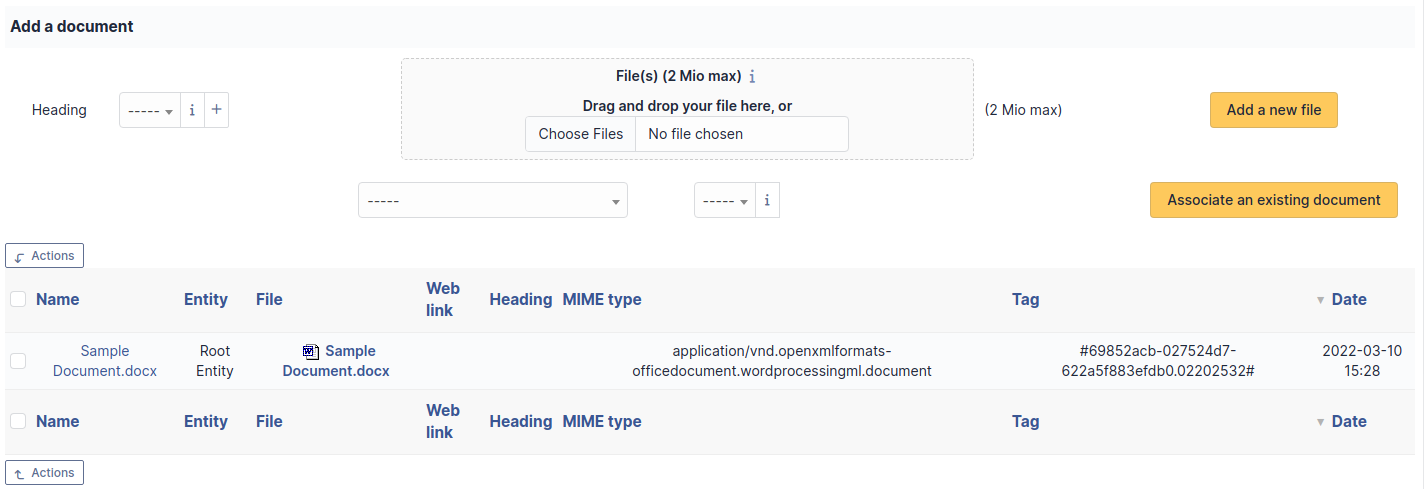 Add a document
File(s) (2 Mio max) i
Heading ----- i + Drag and drop your file here, or (2 Mio max) Add a new file
Choose Files No file chosen
----- ----- i Associate an existing document
Actions
Name Entity File Web link Heading MIME type Tag Date
Sample Root Sample application/vnd.openxmlformats- #69852acb-027524d7- 2022-03-10
Document.docx Entity Document.docx officedocument.wordprocessingml.document 622a5f883efdb0.02202532# 15:28
Name Entity File Web link Heading MIME type Tag Date
Actions